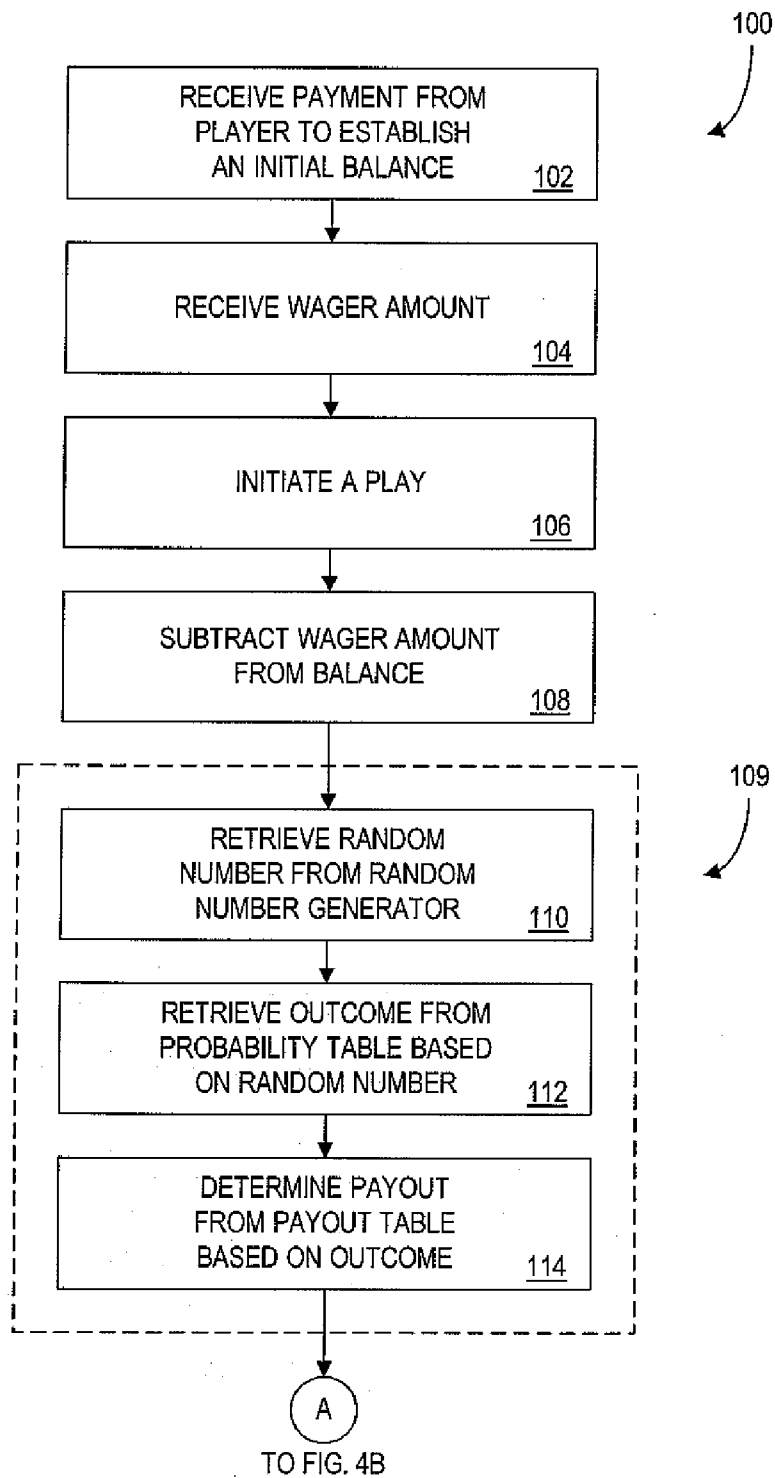 100
RECEIVE PAYMENT FROM
PLAYER TO ESTABLISH
AN INITIAL BALANCE
102
RECEIVE WAGER AMOUNT
104
INITIATE A PLAY
106
SUBTRACT WAGER AMOUNT
FROM BALANCE
108
109
RETRIEVE RANDOM
NUMBER FROM RANDOM
NUMBER GENERATOR
110
RETRIEVE OUTCOME FROM
PROBABILITY TABLE BASED
ON RANDOM NUMBER
112
DETERMINE PAYOUT
FROM PAYOUT TABLE
BASED ON OUTCOME
114
A
TO FIG. 4B